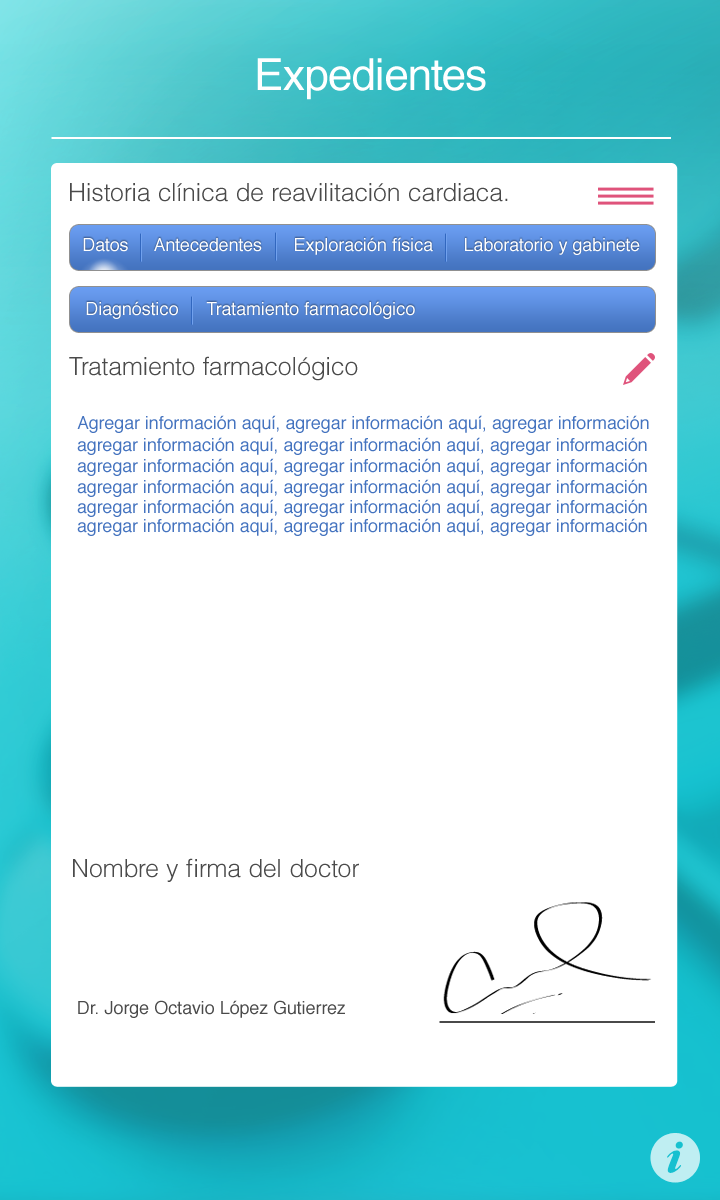 Expedientes
Historia clínica de reavilitación cardiaca.
Datos Antecedentes Exploración física Laboratorio y gabinete
Diagnóstico Tratamiento farmacológico
Tratamiento farmacológico
Agregar información aquí, agregar información aquí, agregar información
agregar información aquí, agregar información aquí, agregar información
agregar información aquí, agregar información aquí, agregar información
agregar información aquí, agregar información aquí, agregar información
agregar información aquí, agregar información aquí, agregar información
agregar información aquí, agregar información aquí, agregar información
Nombre y firma del doctor
Dr. Jorge Octavio López Gutierrez
i